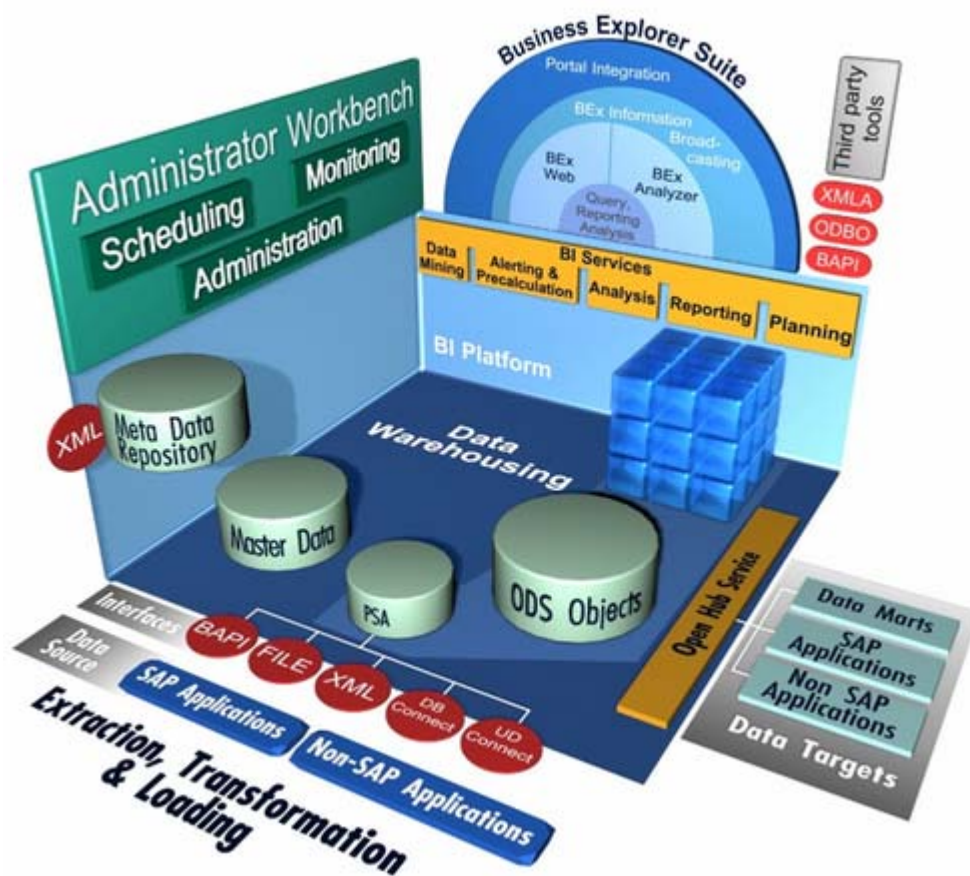 Business Explorer Suite
Portal Integration
BEx Information
Broad-
casting
BEx
Web
BEx
Analyzer
Query,
Reporting
Analysis
Third party
tools
XMLA
ODBO
BAPI
Administrator Workbench
Monitoring
Scheduling
Administration
BI Services
Data
Mining
Alerting &
Precalculation
Analysis
Reporting
Planning
BI Platform
Data
Warehousing
XML
Meta Data
Repository
Master Data
PSA
ODS Objects
Open Hub Service
Data Marts
SAP
Applications
Non SAP
Applications
Data Targets
Interfaces
BAPI
FILE
XML
DB
Connect
UD
Connect
Data
Source
SAP Applications
Non-SAP Applications
Extraction, Transformation
& Loading